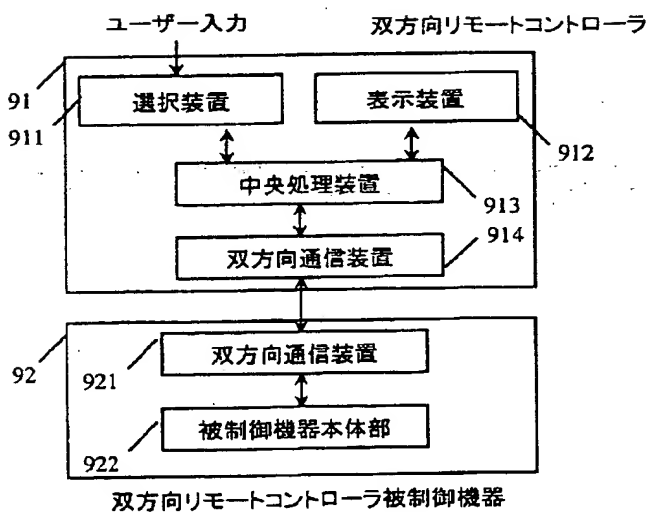 ユーザー入力
双方向リモートコントローラ
91
選択装置
表示装置
911
912
中央処理装置
913
914
双方向通信装置
双方向通信装置
92
921
被制御機器本体部
922
双方向リモートコントローラ被制御機器